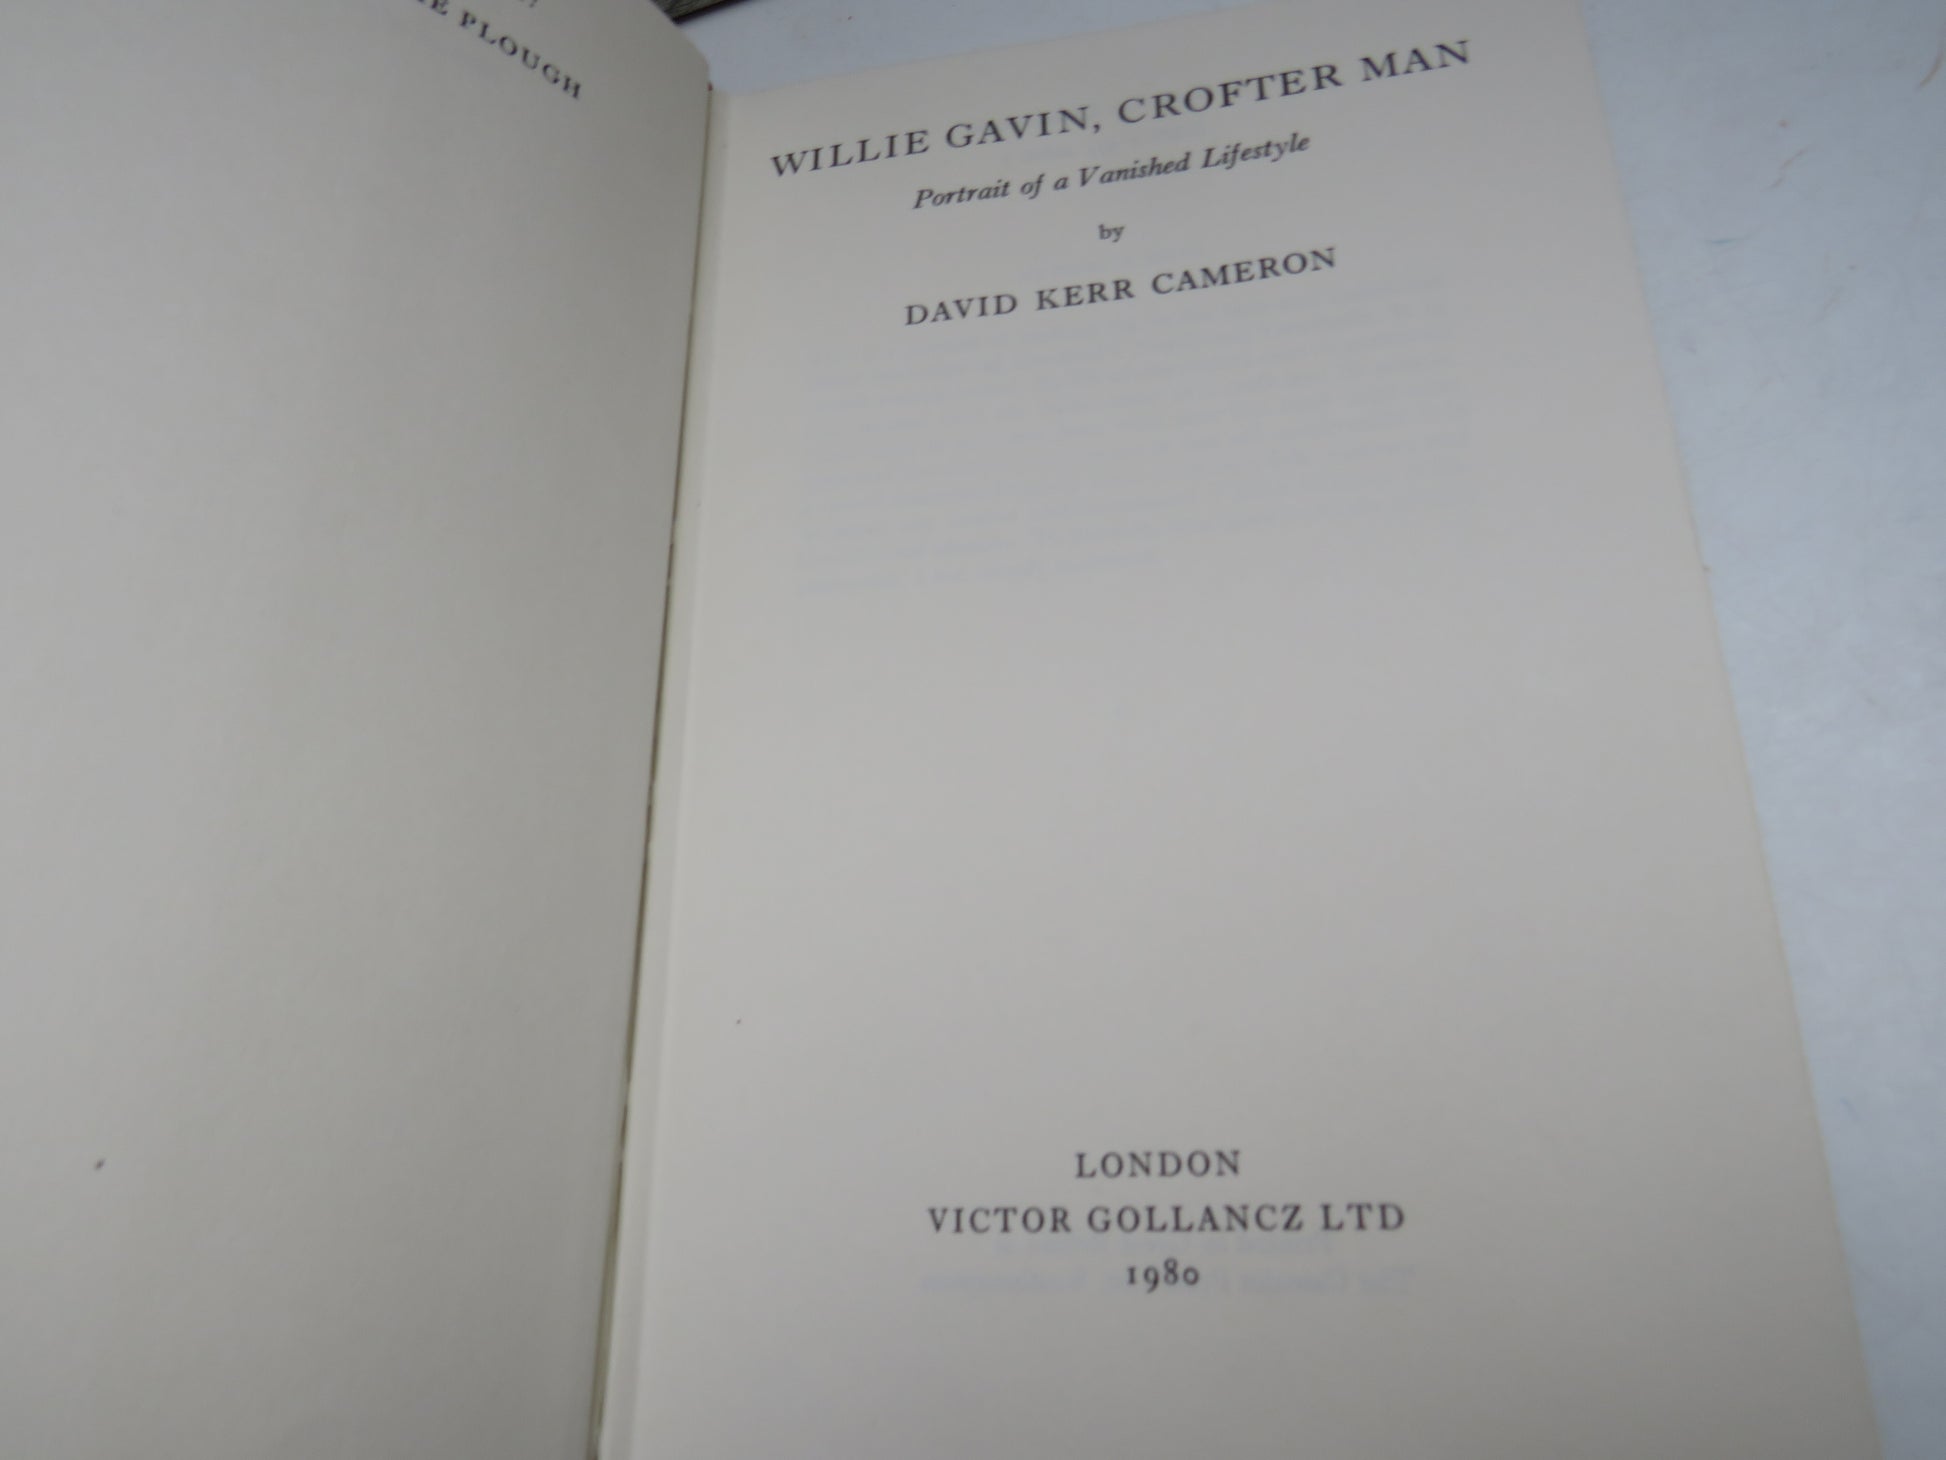 PLOUGH
WILLIE GAVIN, CROFTER MAN
Portrait of a Vanished Lifestyle
by
DAVID KERR CAMERON
LONDON
VICTOR GOLLANCZ LTD
1980